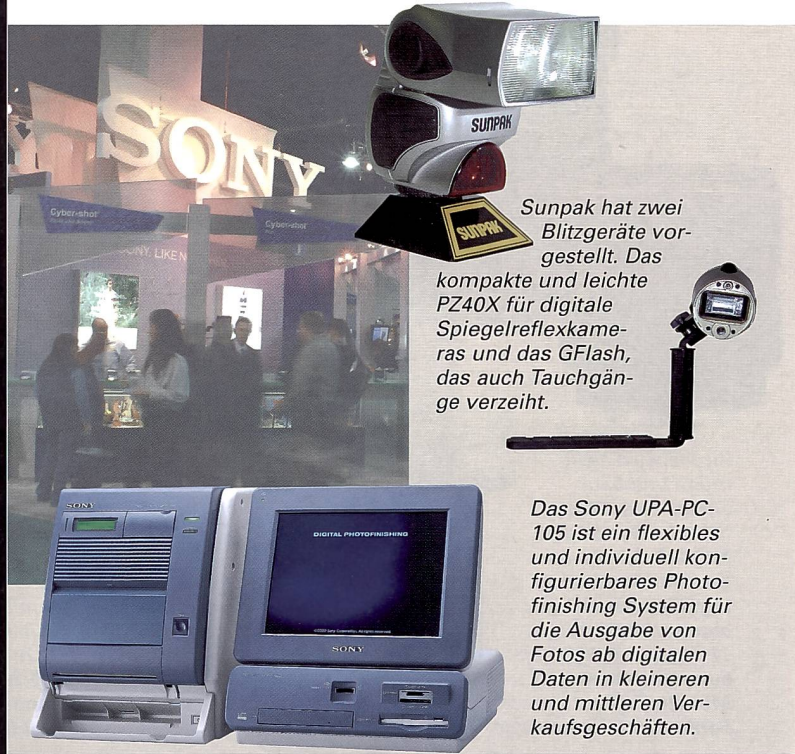 SONY
Cyber-shot
Cyber-shot
SONY. LIKE N
SUNPAK
SUNPAK
Sunpak hat zwei
Blitzgeräte vor-
gestellt. Das
kompakte und leichte
PZ40X für digitale
Spiegelreflexkame-
ras und das GFlash,
das auch Tauchgän-
ge verzeiht.
SONY
DIGITAL PHOTOFINISHING
SONY
Das Sony UPA-PC-
105 ist ein flexibles
und individuell kon-
figurierbares Photo-
finishing System für
die Ausgabe von
Fotos ab digitalen
Daten in kleineren
und mittleren Ver-
kaufsgeschäften.